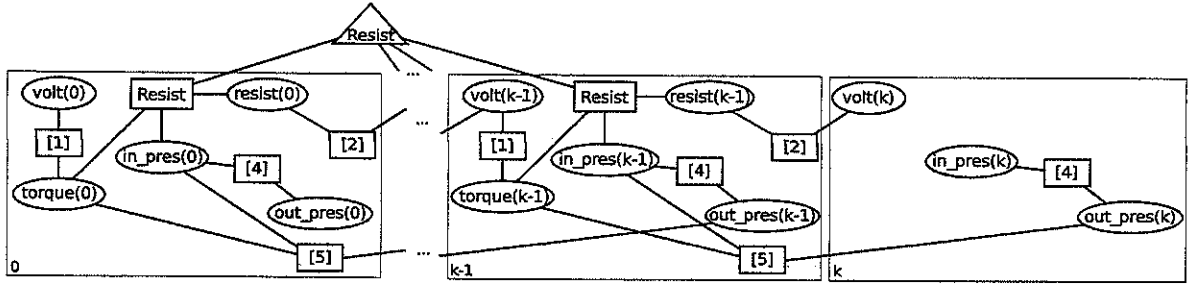 Resist
...
volt(0)
Resist
resist(0)
volt(k-1)
Resist
resist(k-1)
volt(k)
...
[1]
[2]
[1]
[2]
in_pres(0)
[4]
in_pres(k-1)
[4]
in_pres(k)
[4]
torque(0)
torque(k-1)
out_pres(0)
out_pres(k-1)
out_pres(k)
...
[5]
[5]
0
k-1
k